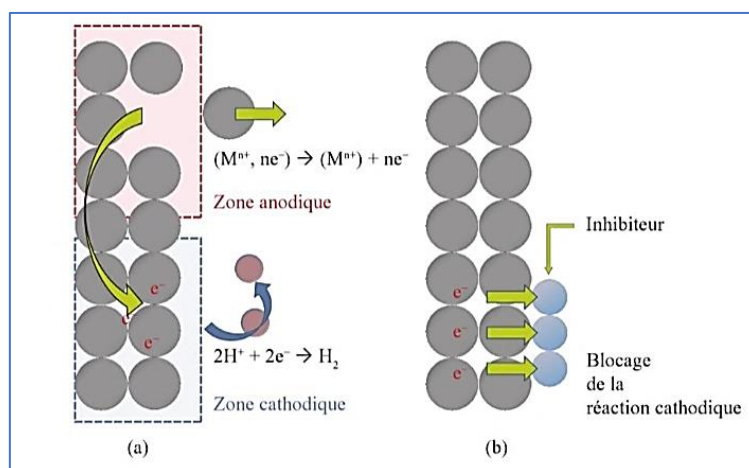 (Mⁿ⁺, ne⁻) → (Mⁿ⁺) + ne⁻
Zone anodique
e⁻
e
e⁻
2H⁺ + 2e⁻ → H₂
Zone cathodique
(a)
Inhibiteur
e⁻
e⁻
e⁻
Blocage
de la
réaction cathodique
(b)